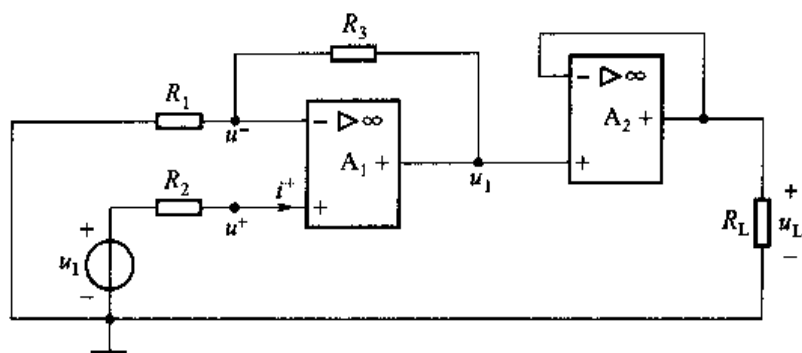 R3
R1
− ▷ ∞
− ▷ ∞
u−
A1 +
A2 +
R2
i+
+
u1
+
+
u+
+
RL
uL
u1
−
−